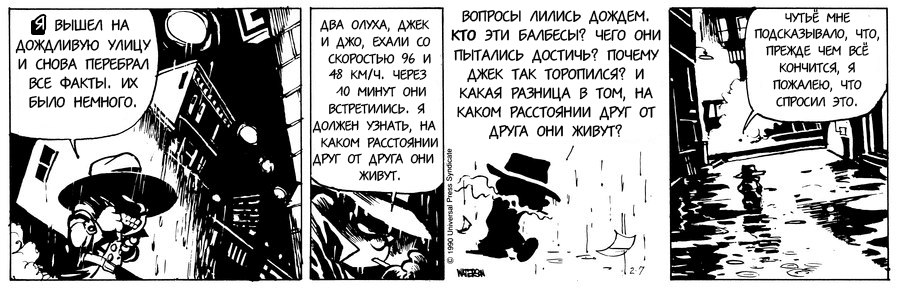 Я ВЫШЕЛ НА
ДОЖДЛИВУЮ УЛИЦУ
И СНОВА ПЕРЕБРАЛ
ВСЕ ФАКТЫ. ИХ
БЫЛО НЕМНОГО.
ДВА ОЛУХА, ДЖЕК
И ДЖО, ЕХАЛИ СО
СКОРОСТЬЮ 96 И
48 КМ/Ч. ЧЕРЕЗ
10 МИНУТ ОНИ
ВСТРЕТИЛИСЬ. Я
ДОЛЖЕН УЗНАТЬ, НА
КАКОМ РАССТОЯНИИ
ДРУГ ОТ ДРУГА ОНИ
ЖИВУТ.
© 1990 Universal Press Syndicate
ВОПРОСЫ ЛИЛИСЬ ДОЖДЕМ.
КТО ЭТИ БАЛБЕСЫ? ЧЕГО ОНИ
ПЫТАЛИСЬ ДОСТИЧЬ? ПОЧЕМУ
ДЖЕК ТАК ТОРОПИЛСЯ? И
КАКАЯ РАЗНИЦА В ТОМ, НА
КАКОМ РАССТОЯНИИ ДРУГ ОТ
ДРУГА ОНИ ЖИВУТ?
WATTERSON
2-7
ЧУТЬЁ МНЕ
ПОДСКАЗЫВАЛО, ЧТО,
ПРЕЖДЕ ЧЕМ ВСЁ
КОНЧИТСЯ, Я
ПОЖАЛЕЮ, ЧТО
СПРОСИЛ ЭТО.